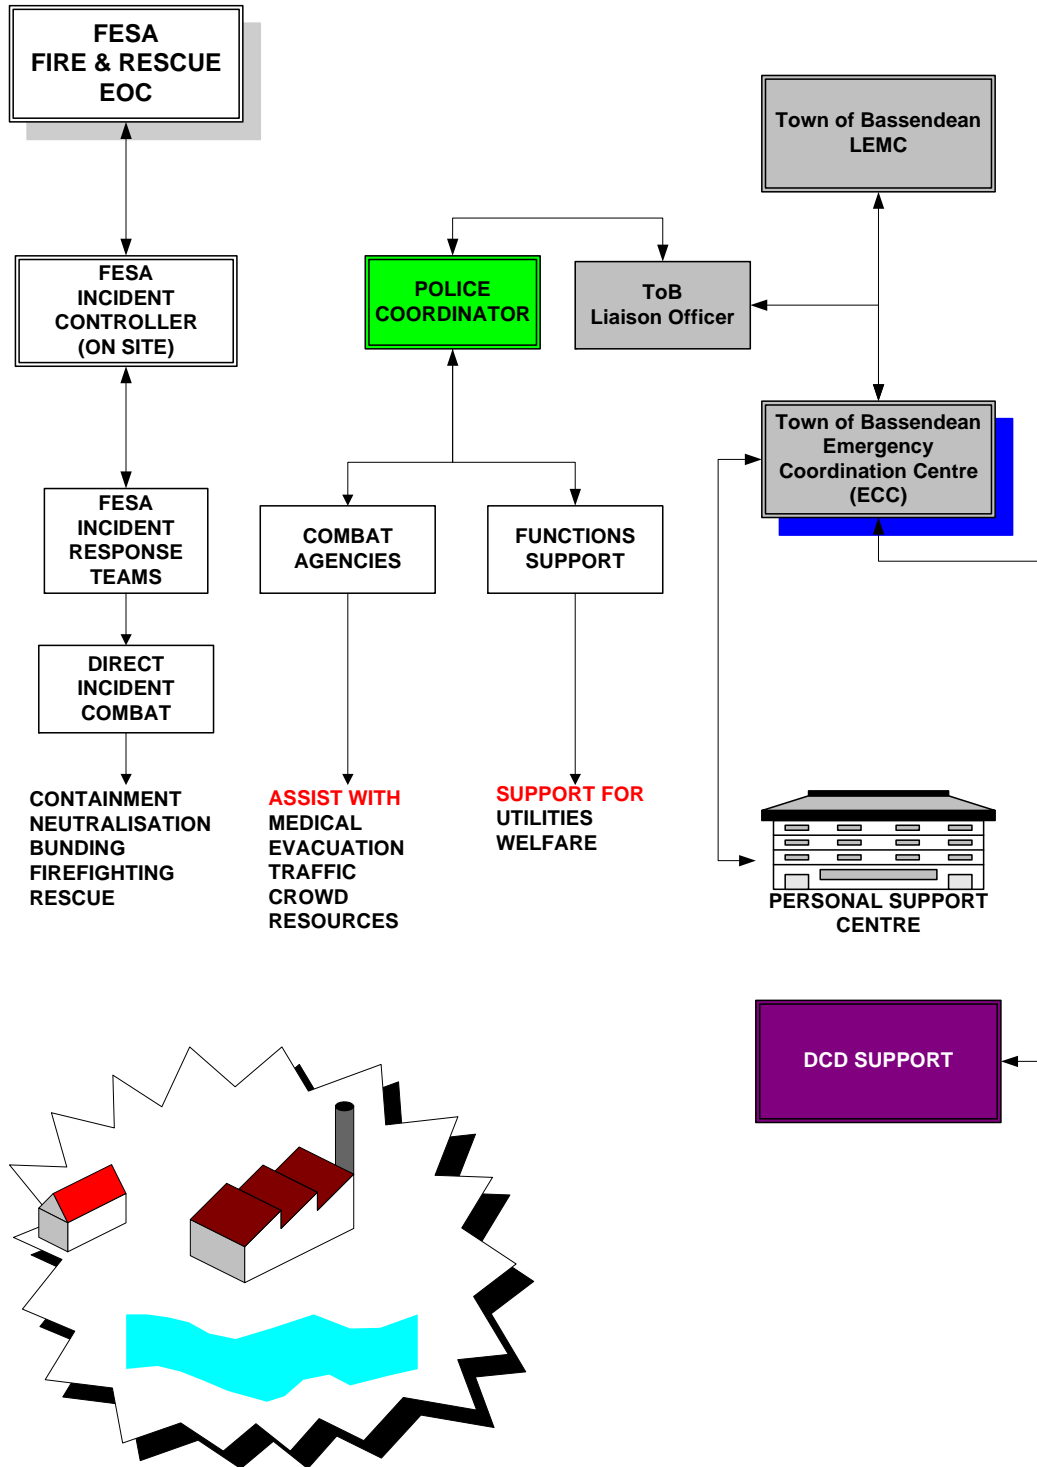 FESA
FIRE & RESCUE
EOC
Town of Bassendean
LEMC
FESA
INCIDENT
CONTROLLER
(ON SITE)
POLICE
COORDINATOR
ToB
Liaison Officer
Town of Bassendean
Emergency
Coordination Centre
(ECC)
FESA
INCIDENT
RESPONSE
TEAMS
COMBAT
AGENCIES
FUNCTIONS
SUPPORT
DIRECT
INCIDENT
COMBAT
CONTAINMENT
NEUTRALISATION
BUNDING
FIREFIGHTING
RESCUE
ASSIST WITH
MEDICAL
EVACUATION
TRAFFIC
CROWD
RESOURCES
SUPPORT FOR
UTILITIES
WELFARE
PERSONAL SUPPORT
CENTRE
DCD SUPPORT